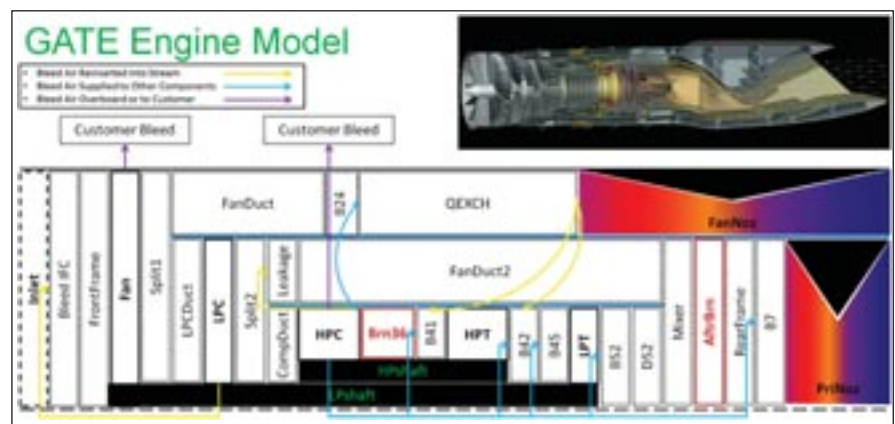 GATE Engine Model
Bleed Air Reinserted into Stream
Bleed Air Supplied to Other Components
Bleed Air Overboard or to Customer
Customer Bleed
Customer Bleed
Inlet
Bleed IFC
FrontFrame
Fan
Split1
FanDuct
B24
QEXCH
FanNoz
LPCDuct
LPC
Split2
Leakage
FanDuct2
CompDuct
HPC
Brn36
B41
HPT
B42
B45
LPT
B52
D52
Mixer
AftBrn
RearFrame
B7
PriNoz
HPshaft
LPshaft